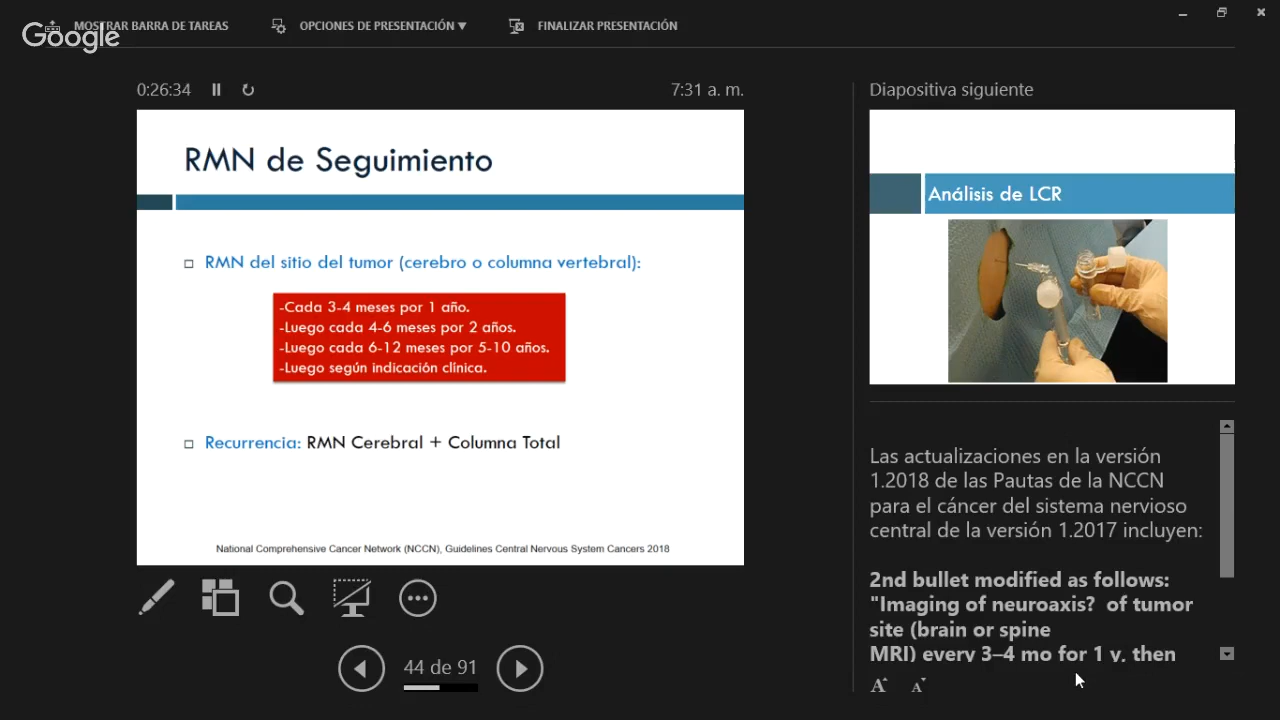 MOSTRAR BARRA DE TAREAS
OPCIONES DE PRESENTACIÓN ▼
FINALIZAR PRESENTACIÓN
Google
0:26:34
7:31 a. m.
Diapositiva siguiente
RMN de Seguimiento
RMN del sitio del tumor (cerebro o columna vertebral):
-Cada 3-4 meses por 1 año.
-Luego cada 4-6 meses por 2 años.
-Luego cada 6-12 meses por 5-10 años.
-Luego según indicación clínica.
Recurrencia: RMN Cerebral + Columna Total
National Comprehensive Cancer Network (NCCN), Guidelines Central Nervous System Cancers 2018
44 de 91
Análisis de LCR
Las actualizaciones en la versión
1.2018 de las Pautas de la NCCN
para el cáncer del sistema nervioso
central de la versión 1.2017 incluyen:
2nd bullet modified as follows:
"Imaging of neuroaxis? of tumor
site (brain or spine
MRI) every 3–4 mo for 1 y, then
A A